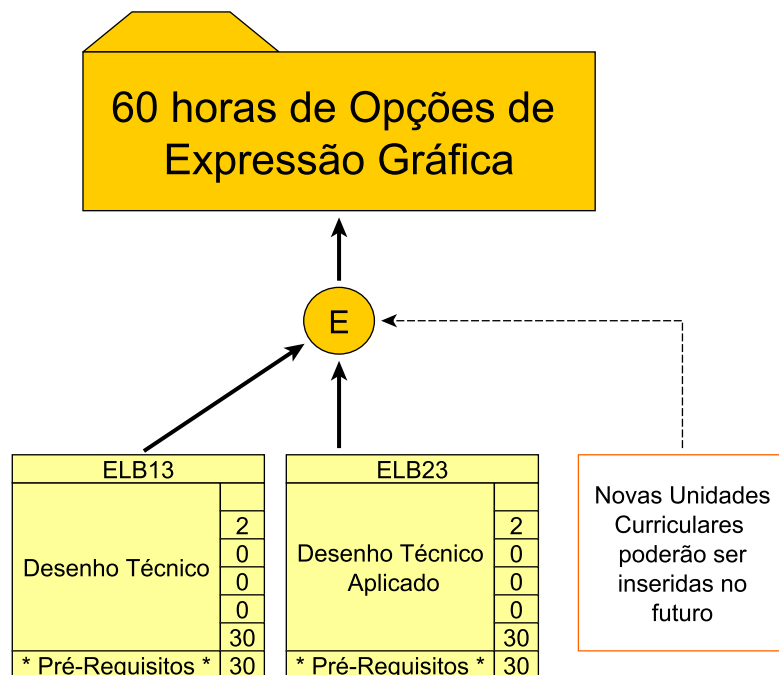 60 horas de Opções de
Expressão Gráfica
E
ELB13
Desenho Técnico
2
0
0
0
30
* Pré-Requisitos * 30
ELB23
Desenho Técnico
Aplicado
2
0
0
0
30
* Pré-Requisitos * 30
Novas Unidades
Curriculares
poderão ser
inseridas no
futuro